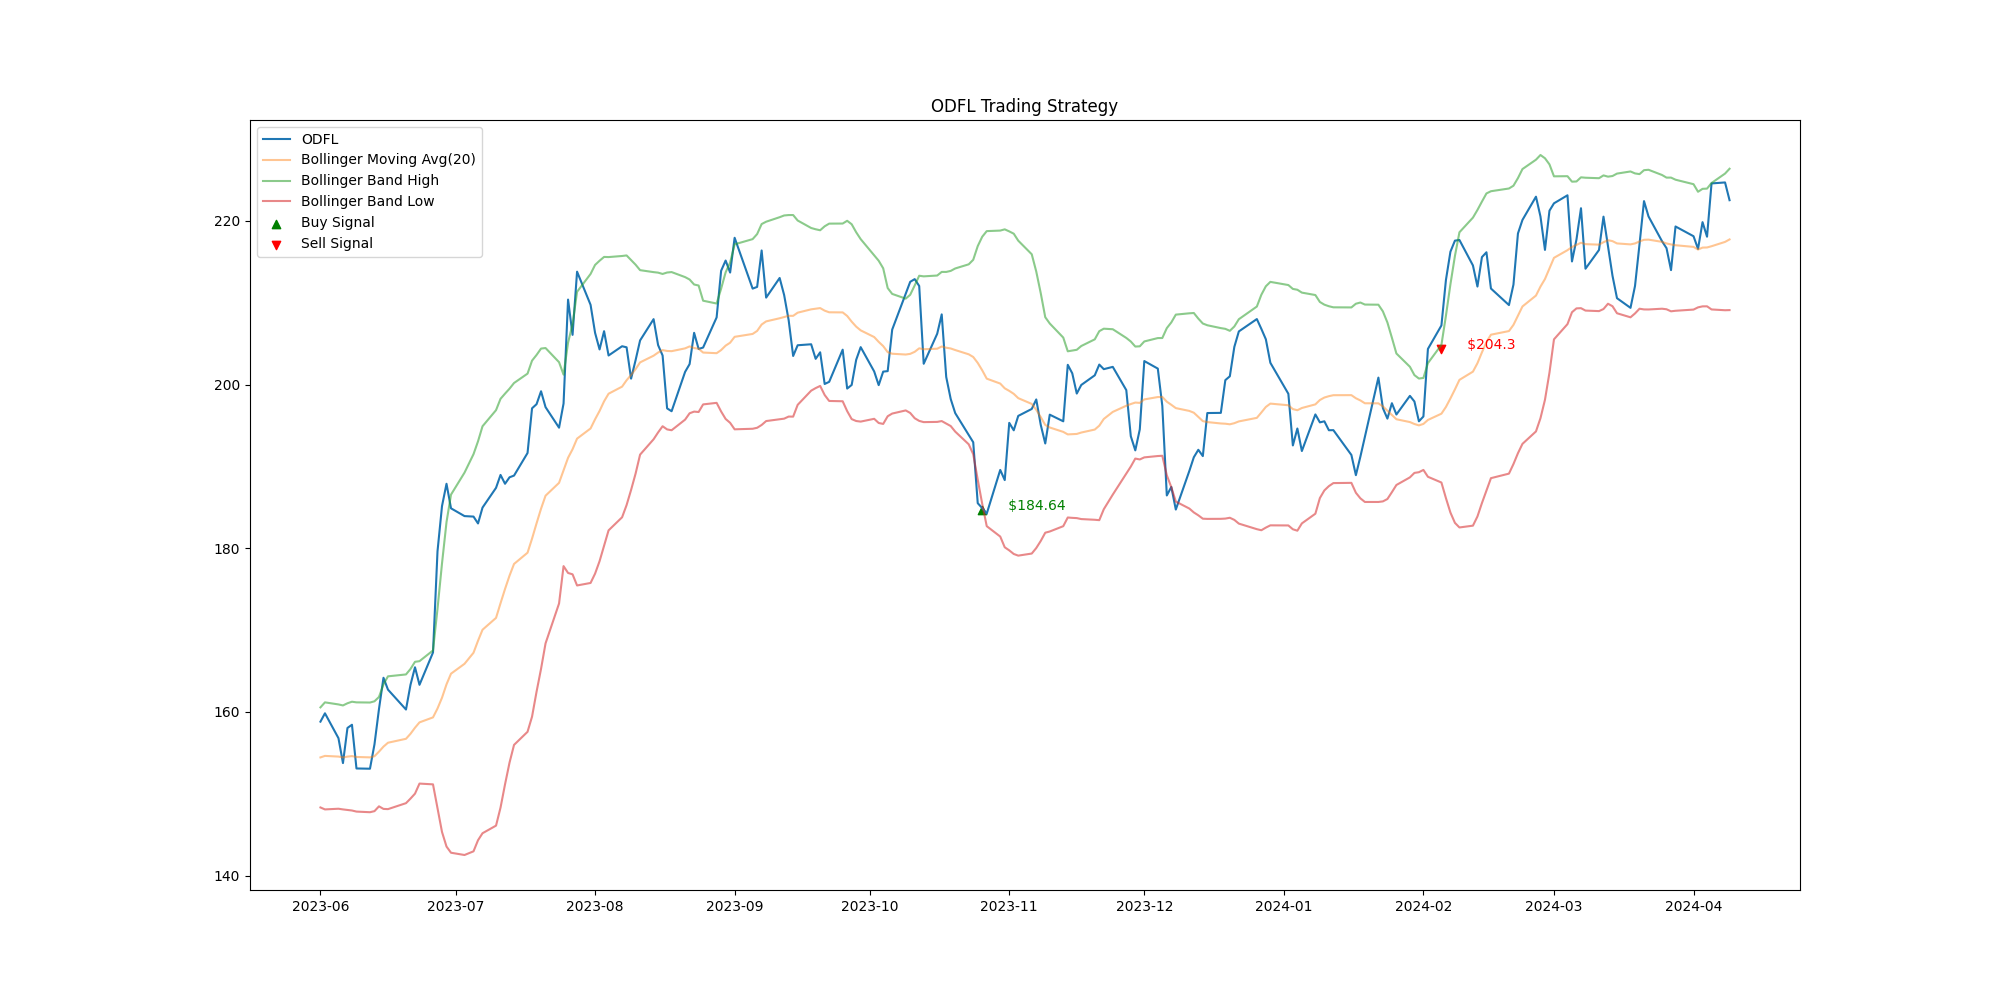 ODFL Trading Strategy
ODFL
Bollinger Moving Avg(20)
Bollinger Band High
Bollinger Band Low
Buy Signal
Sell Signal
220
200
180
160
140
$204.3
$184.64
2023-06 2023-07 2023-08 2023-09 2023-10 2023-11 2023-12 2024-01 2024-02 2024-03 2024-04